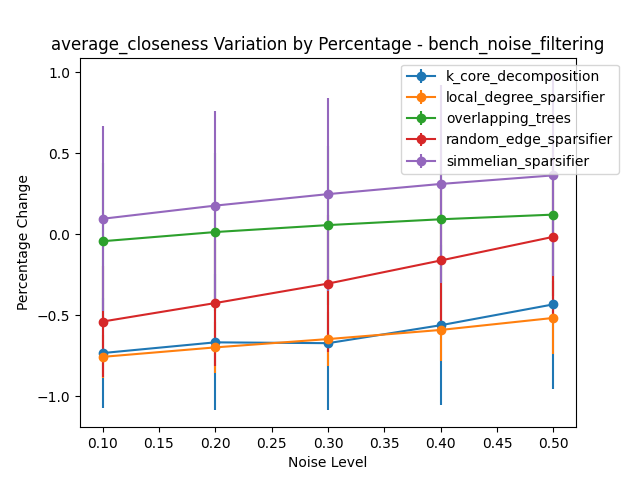 average_closeness Variation by Percentage - bench_noise_filtering
k_core_decomposition
local_degree_sparsifier
overlapping_trees
random_edge_sparsifier
simmelian_sparsifier
Percentage Change
1.0
0.5
0.0
−0.5
−1.0
0.10
0.15
0.20
0.25
0.30
0.35
0.40
0.45
0.50
Noise Level